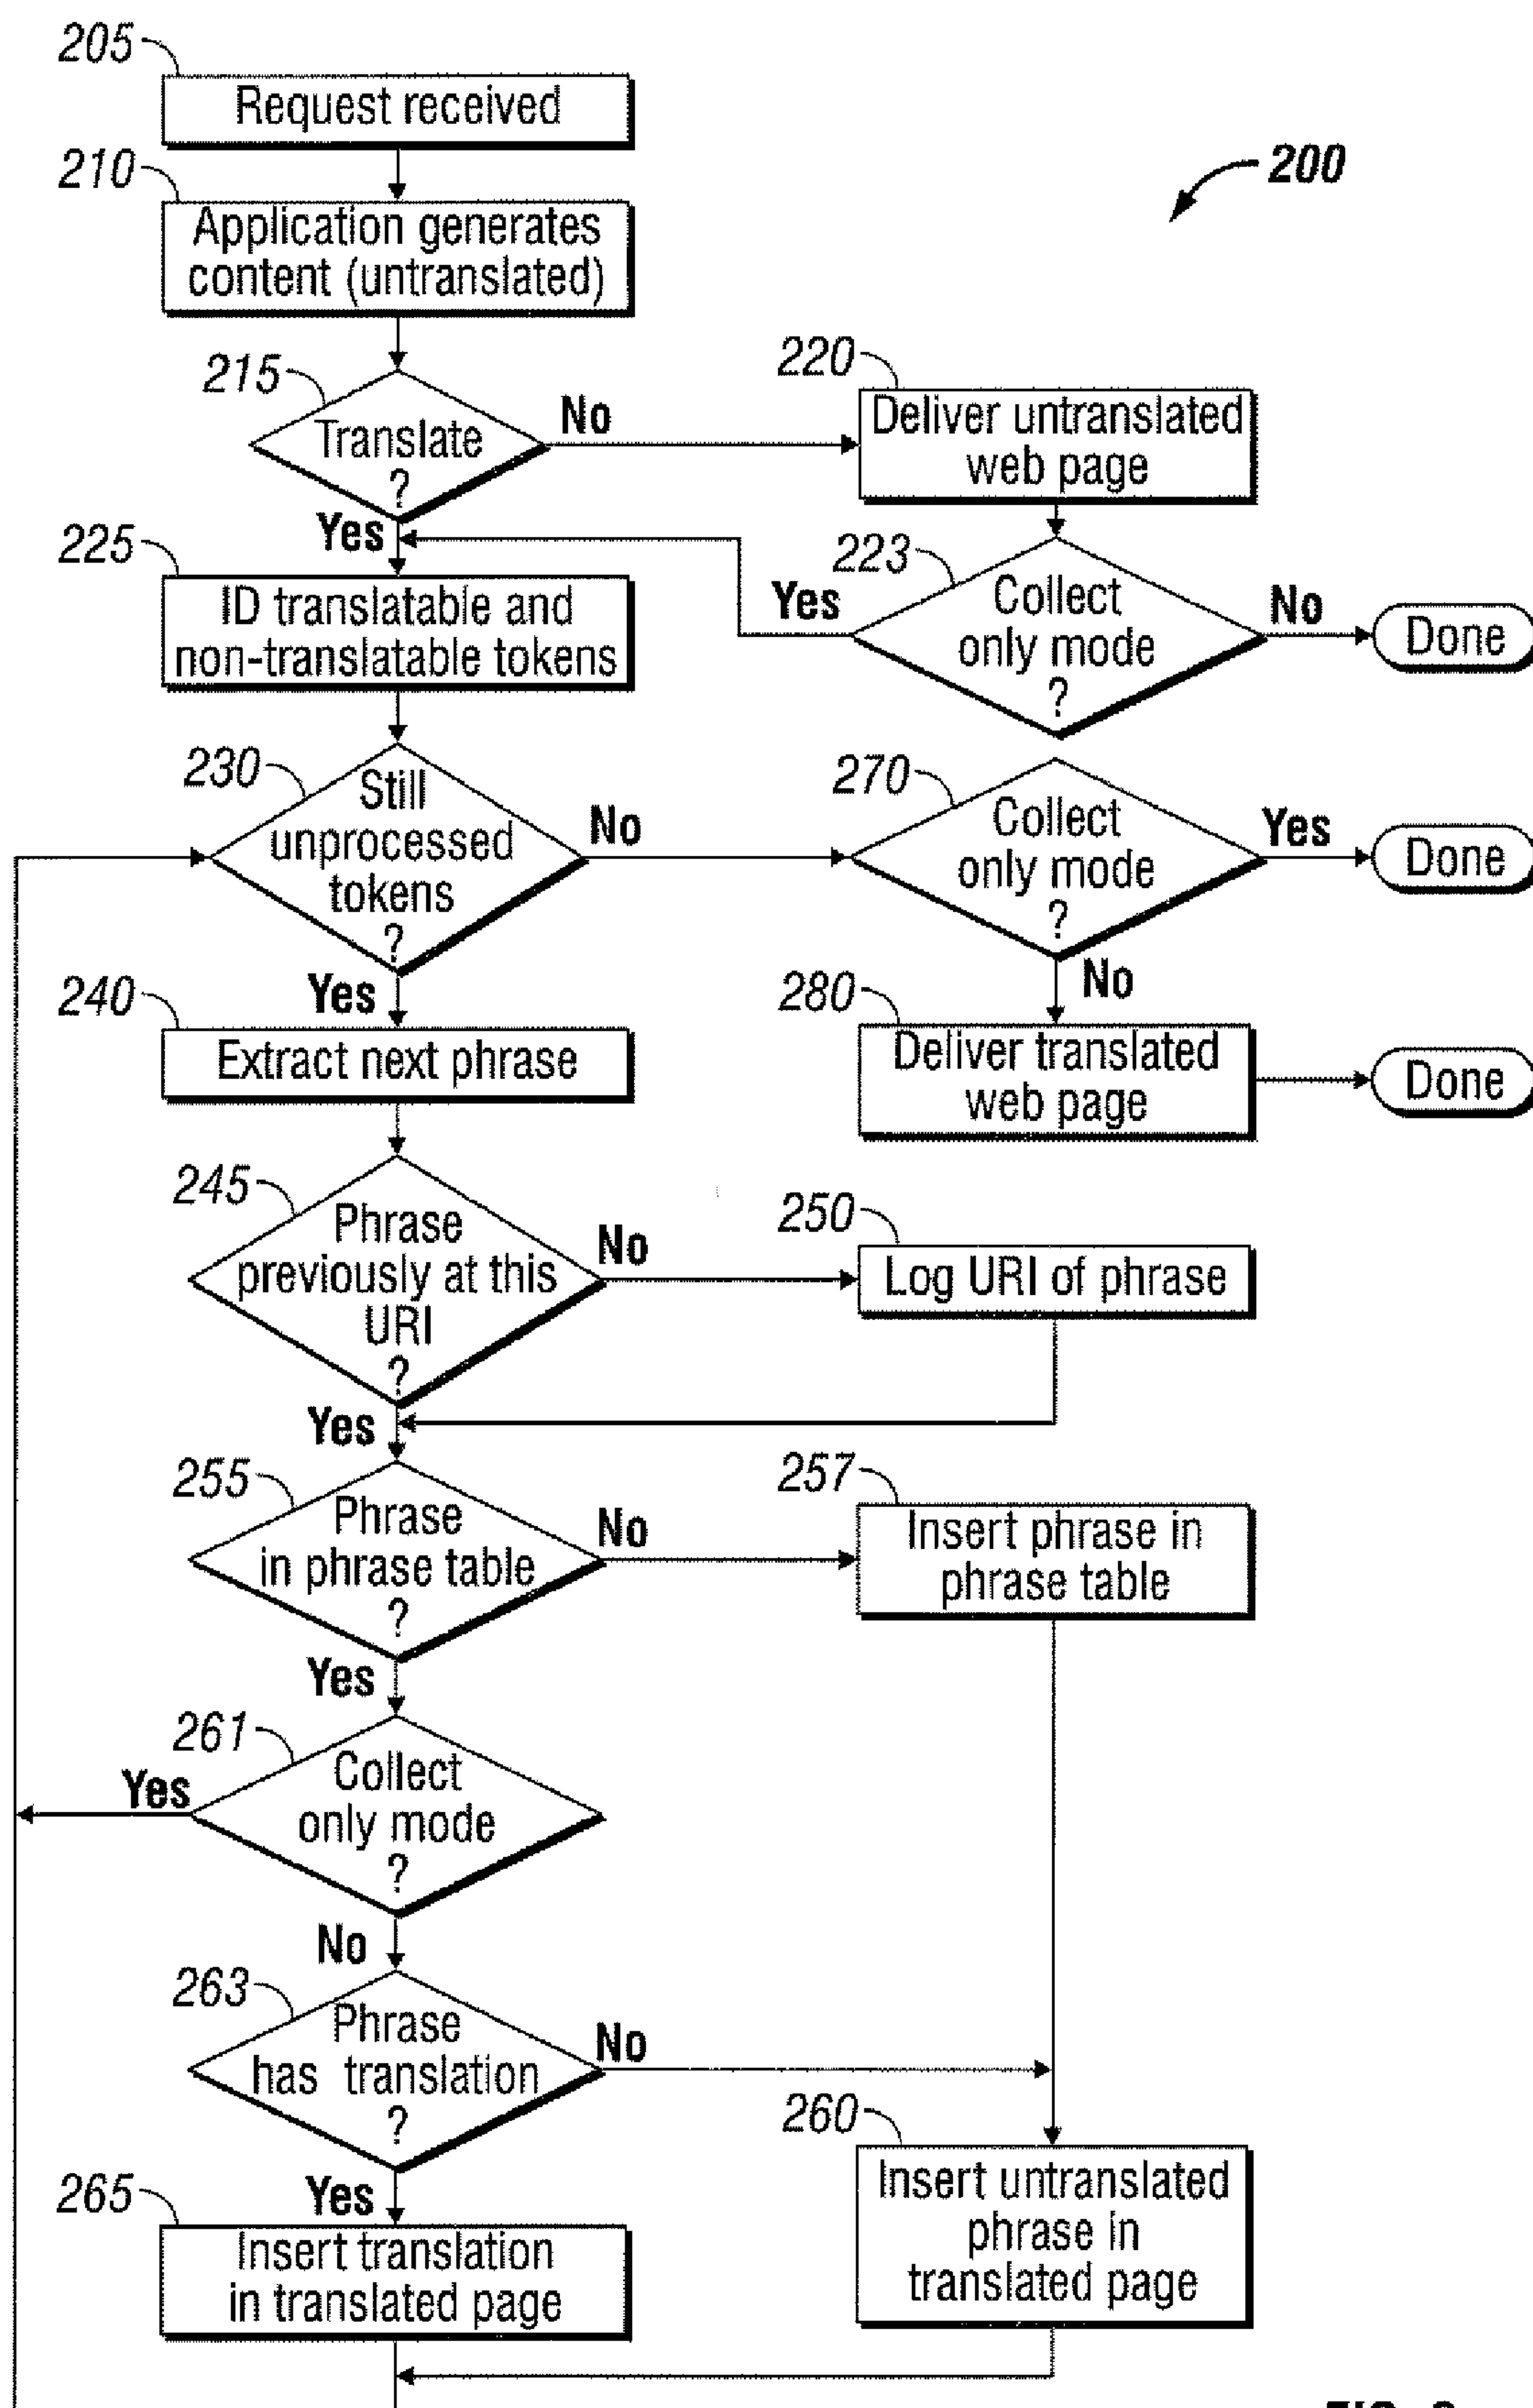 205
Request received
210
200
Application generates
content (untranslated)
215
Translate
?
No
220
Deliver untranslated
web page
Yes
225
ID translatable and
non-translatable tokens
223
Collect
only mode
?
Yes
No
Done
230
Still
unprocessed
tokens
?
No
270
Collect
only mode
?
Yes
Done
Yes
No
240
Extract next phrase
280
Deliver translated
web page
Done
245
Phrase
previously at this
URI
?
No
250
Log URI of phrase
Yes
255
Phrase
in phrase table
?
No
257
Insert phrase in
phrase table
Yes
261
Collect
only mode
?
Yes
No
263
Phrase
has translation
?
No
260
Insert untranslated
phrase in
translated page
Yes
265
Insert translation
in translated page